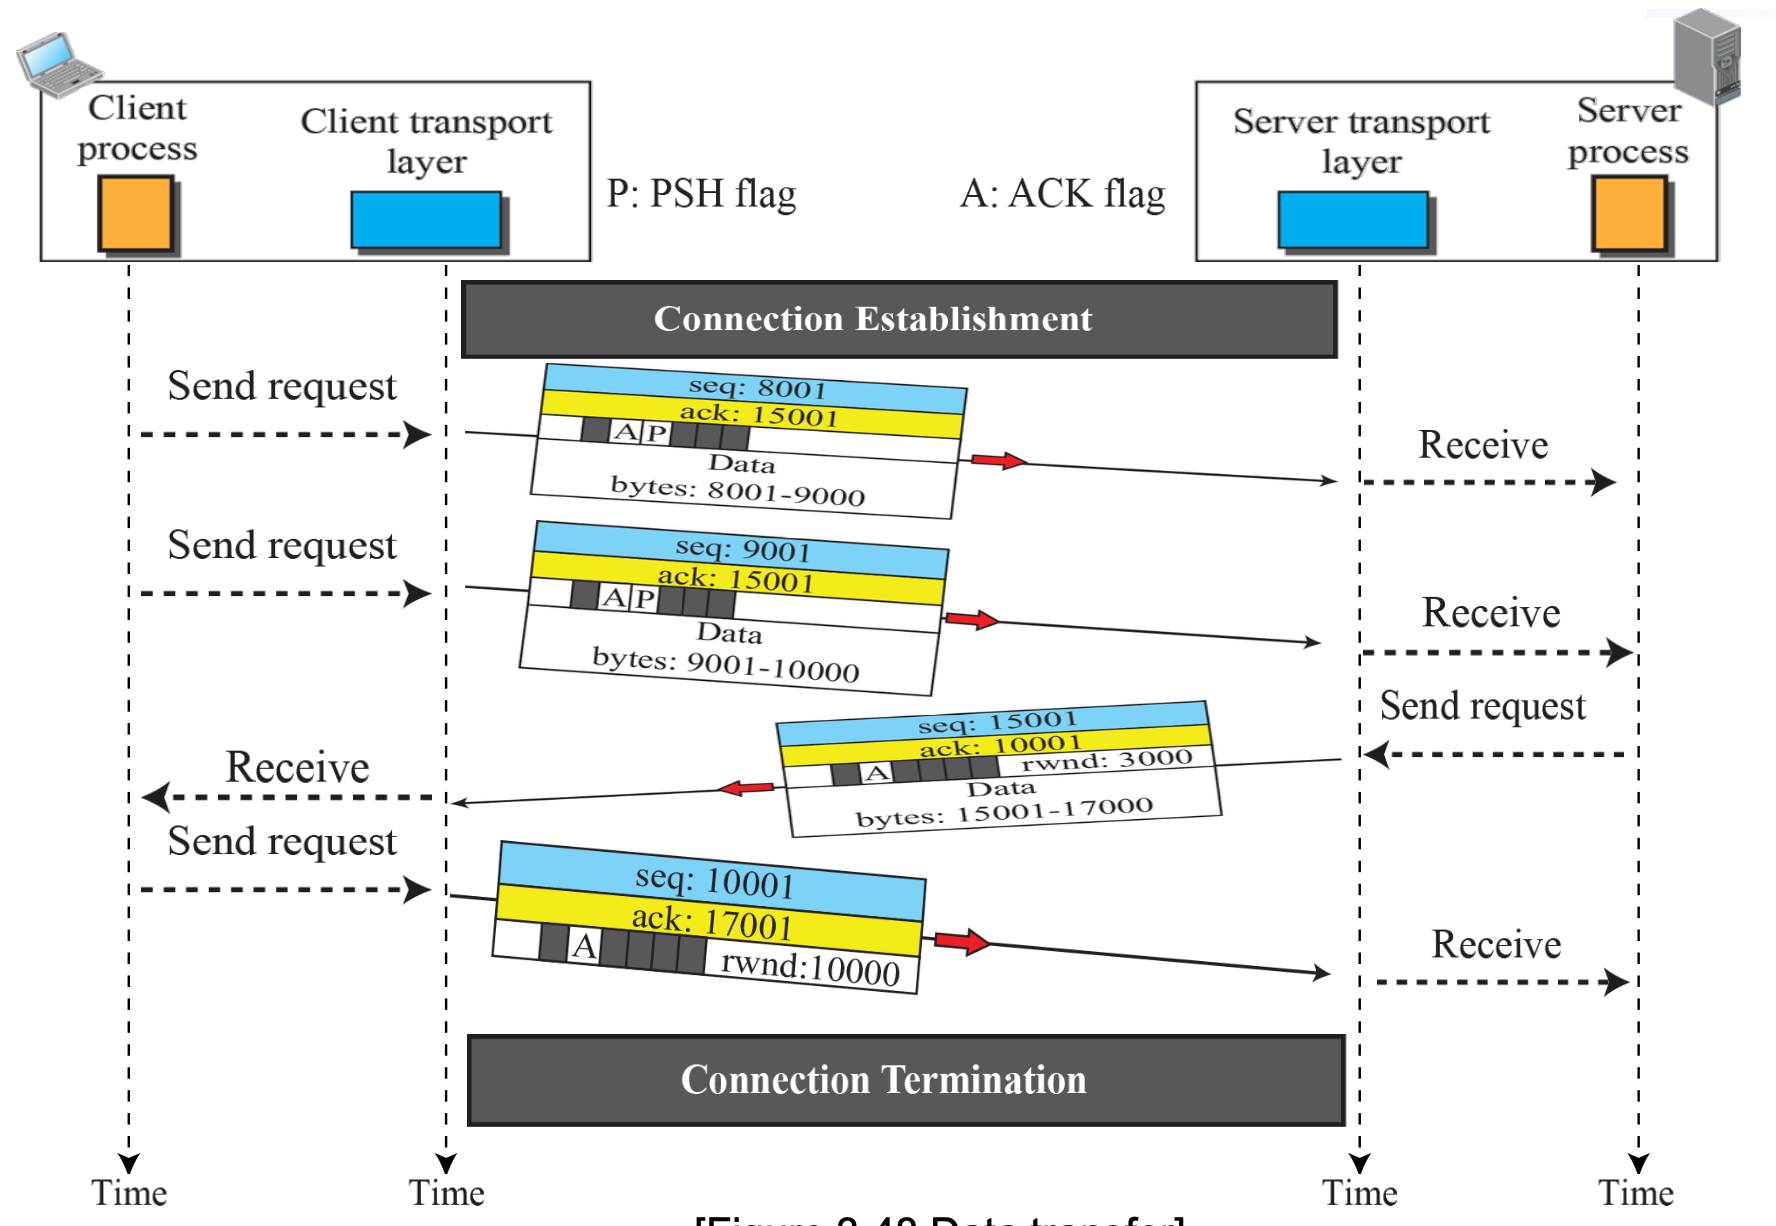 Client
process
Client transport
layer
P: PSH flag
A: ACK flag
Server transport
layer
Server
process
Connection Establishment
Send request
seq: 8001
ack: 15001
A P
Data
bytes: 8001-9000
Receive
Send request
seq: 9001
ack: 15001
A P
Data
bytes: 9001-10000
Receive
Send request
seq: 15001
ack: 10001
A rwnd: 3000
Data
bytes: 15001-17000
Receive
Send request
seq: 10001
ack: 17001
A rwnd:10000
Receive
Connection Termination
Time
Time
Time
Time